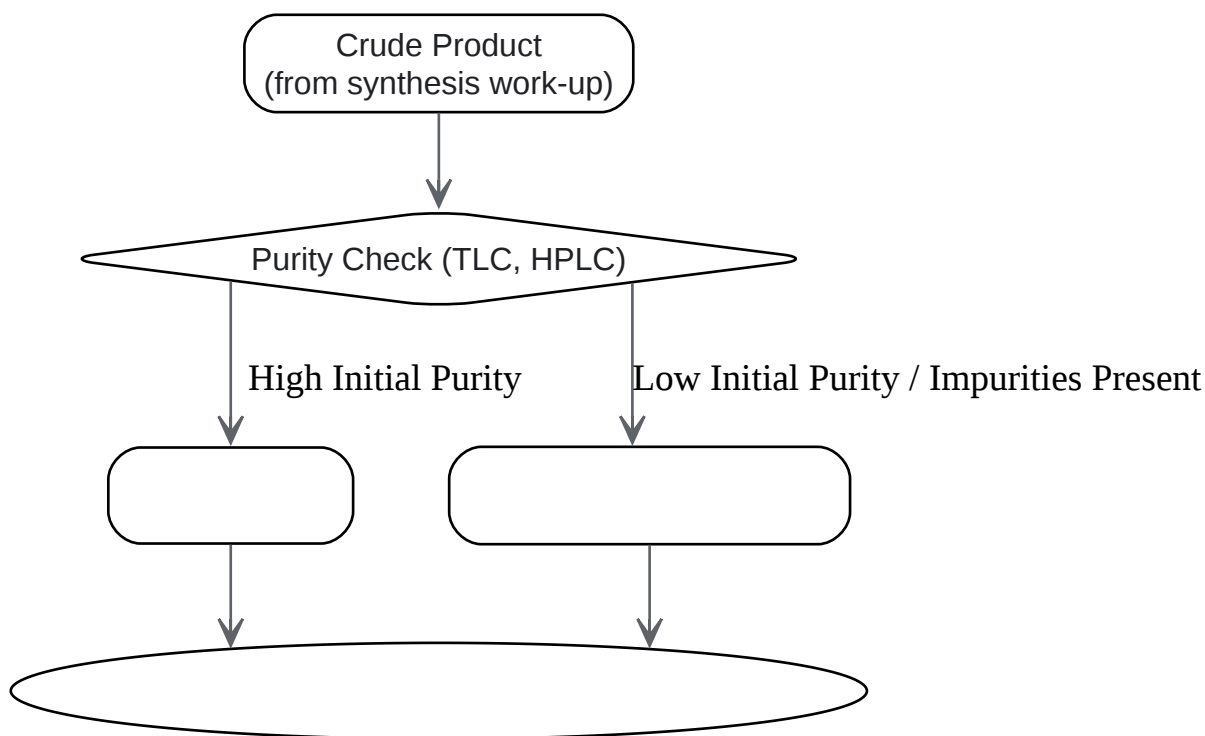 Crude Product
(from synthesis work-up)
Purity Check (TLC, HPLC)
High Initial Purity
Low Initial Purity / Impurities Present